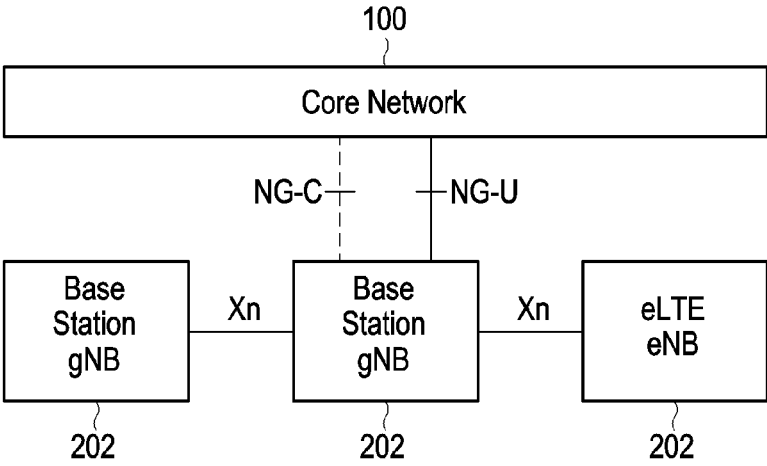 100
Core Network
NG-C
NG-U
Base
Station
gNB
Xn
Base
Station
gNB
Xn
eLTE
eNB
202
202
202